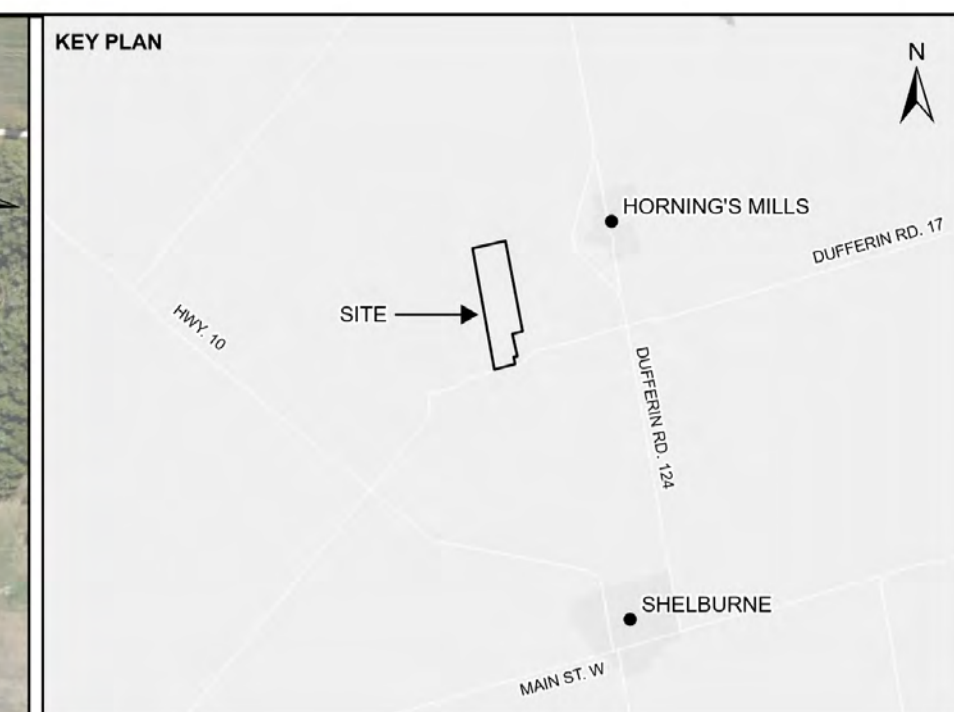 KEY PLAN
N
HORNING'S MILLS
DUFFERIN RD. 17
SITE
HWY. 10
DUFFERIN RD. 124
SHELBURNE
MAIN ST. W